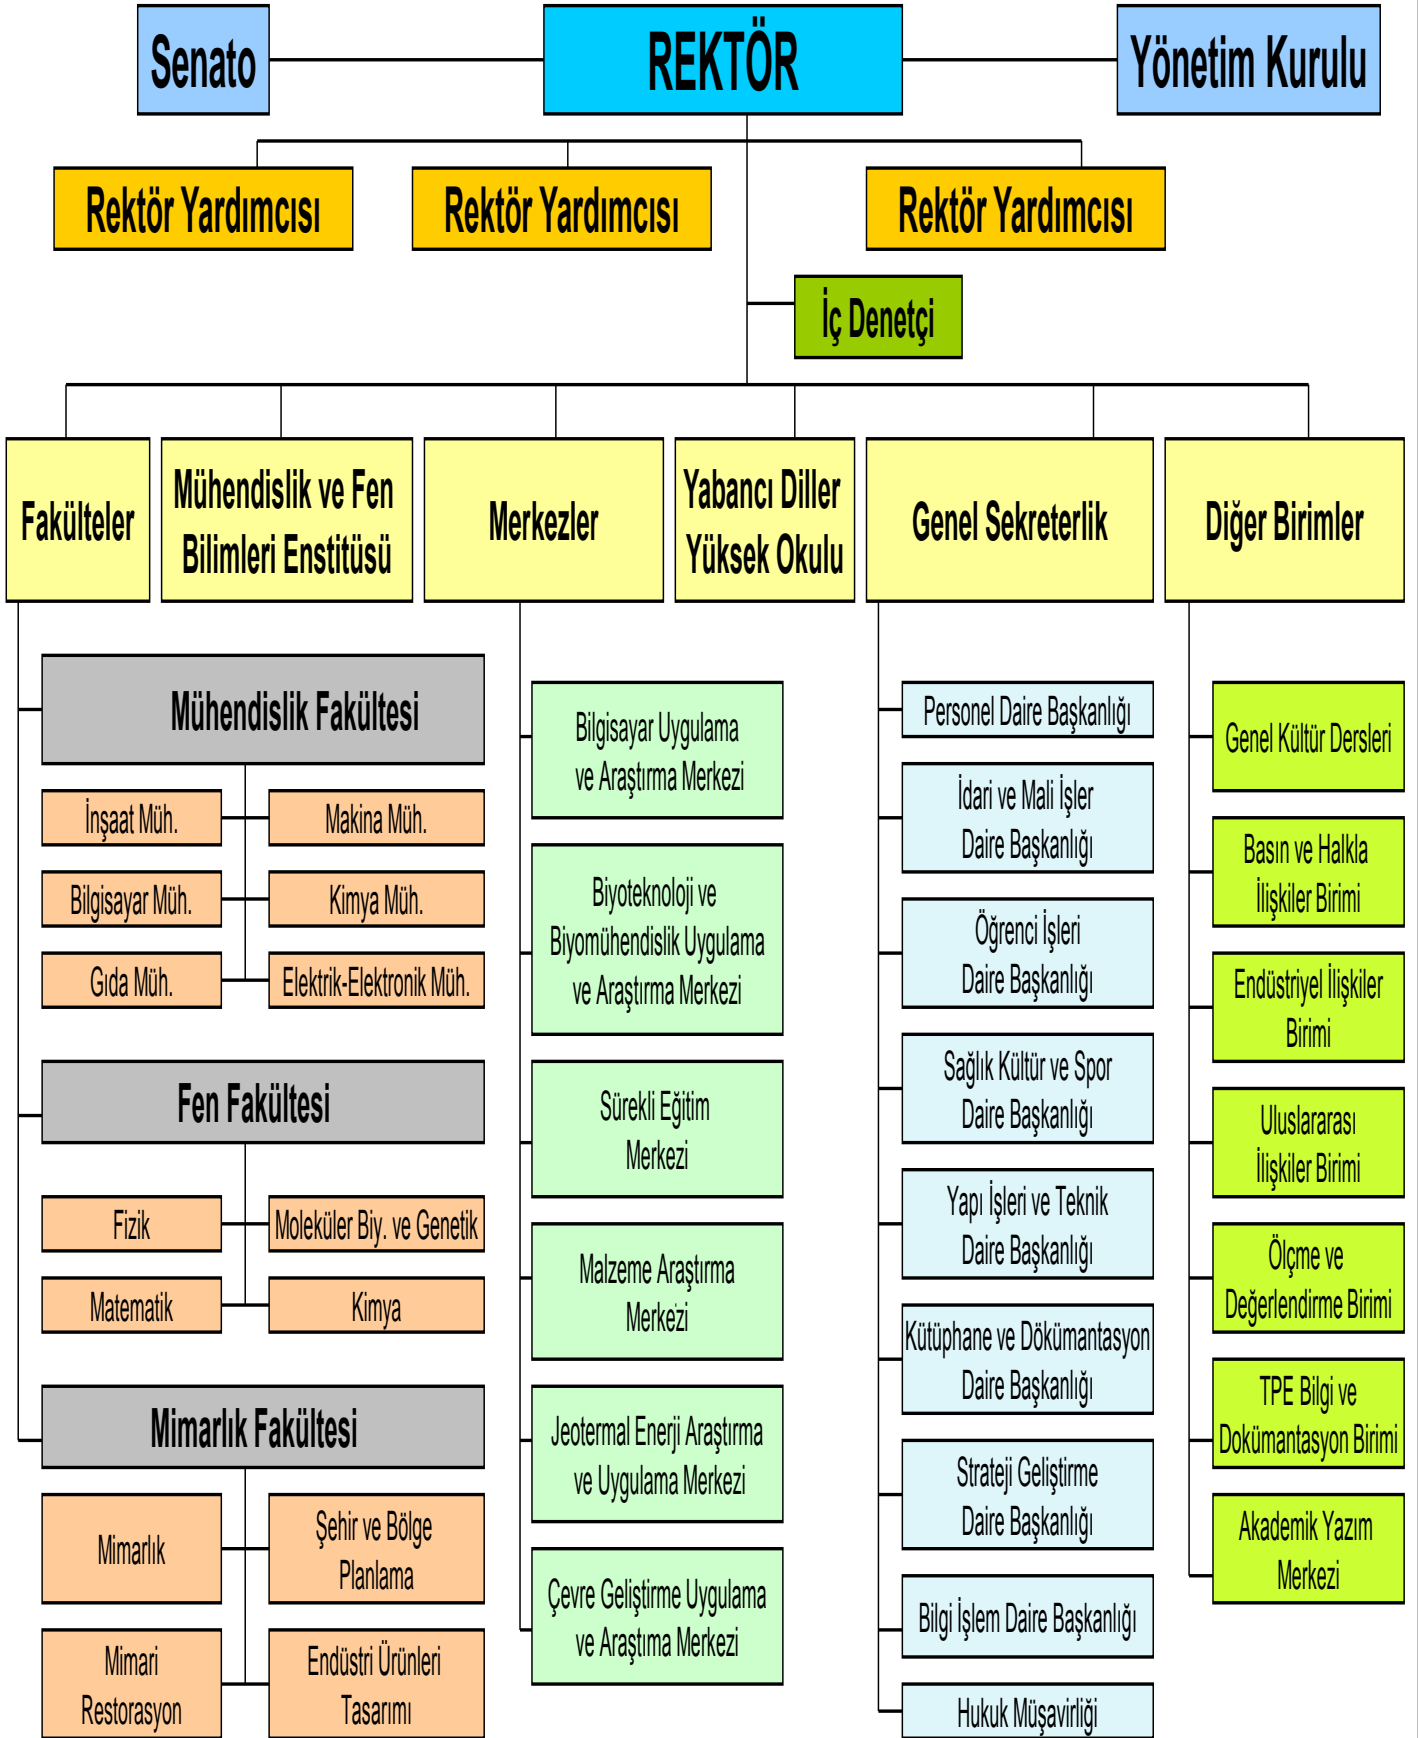 Senato
REKTÖR
Yönetim Kurulu
Rektör Yardımcısı
Rektör Yardımcısı
Rektör Yardımcısı
İç Denetçi
Fakülteler
Mühendislik ve Fen
Bilimleri Enstitüsü
Merkezler
Yabancı Diller
Yüksek Okulu
Genel Sekreterlik
Diğer Birimler
Mühendislik Fakültesi
İnşaat Müh.
Makina Müh.
Bilgisayar Müh.
Kimya Müh.
Gıda Müh.
Elektrik-Elektronik Müh.
Fen Fakültesi
Fizik
Moleküler Biy. ve Genetik
Matematik
Kimya
Mimarlık Fakültesi
Mimarlık
Şehir ve Bölge
Planlama
Mimari
Restorasyon
Endüstri Ürünleri
Tasarımı
Bilgisayar Uygulama
ve Araştırma Merkezi
Biyoteknoloji ve
Biyomühendislik Uygulama
ve Araştırma Merkezi
Sürekli Eğitim
Merkezi
Malzeme Araştırma
Merkezi
Jeotermal Enerji Araştırma
ve Uygulama Merkezi
Çevre Geliştirme Uygulama
ve Araştıma Merkezi
Personel Daire Başkanlığı
İdari ve Mali İşler
Daire Başkanlığı
Öğrenci İşleri
Daire Başkanlığı
Sağlık Kültür ve Spor
Daire Başkanlığı
Yapı İşleri ve Teknik
Daire Başkanlığı
Kütüphane ve Dökümantasyon
Daire Başkanlığı
Strateji Geliştirme
Daire Başkanlığı
Bilgi İşlem Daire Başkanlığı
Hukuk Müşavirliği
Genel Kültür Dersleri
Basın ve Halkla
İlişkiler Birimi
Endüstriyel İlişkiler
Birimi
Uluslararası
İlişkiler Birimi
Ölçme ve
Değerlendirme Birimi
TPE Bilgi ve
Dokümantasyon Birimi
Akademik Yazım
Merkezi